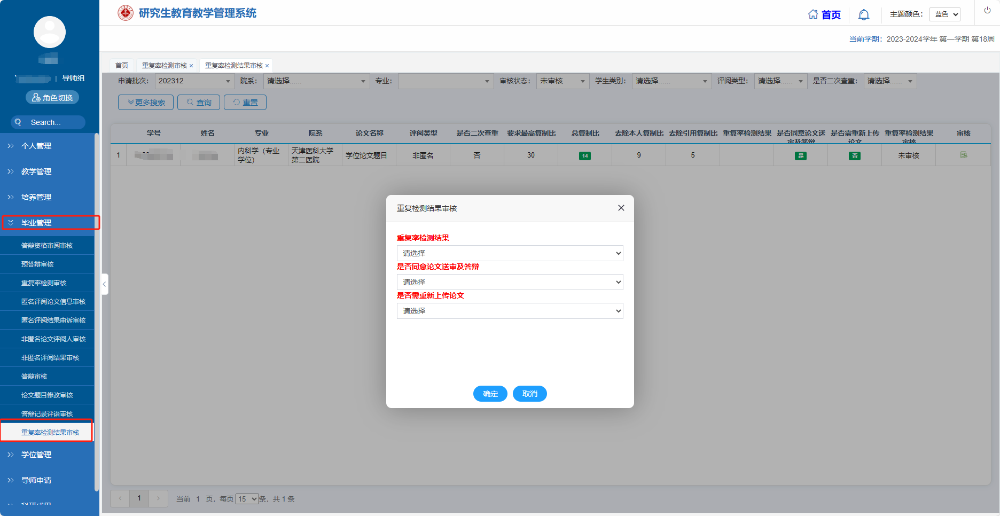 研究生教育教学管理系统
首页
主题颜色：
蓝色
当前学期：2023-2024学年 第一学期 第18周
导师组
角色切换
Search...
个人管理
教学管理
培养管理
毕业管理
答辩资格审阅审核
预答辩审核
重复率检测审核
匿名评阅论文信息审核
匿名评阅结果申诉审核
非匿名论文评阅人审核
非匿名评阅结果审核
答辩审核
论文题目修改审核
答辩记录评语审核
重复率检测结果审核
学位管理
导师申请
首页 重复率检测审核 × 重复率检测结果审核 ×
申请批次： 202312 院系： 请选择...... 专业： 审核状态： 未审核 学生类别： 请选择...... 评阅类型： 请选择...... 是否二次查重： 请选择......
更多搜索 查询 重置
学号 姓名 专业 院系 论文名称 评阅类型 是否二次查重 要求最高复制比 总复制比 去除本人复制比 去除引用复制比 重复率检测结果 是否同意论文送审及答辩 是否需重新上传论文 重复率检测结果审核 审核
1 内科学（专业学位） 天津医科大学第二医院 学位论文题目 非匿名 否 30 14 9 5 是 否 未审核
重复检测结果审核
重复率检测结果
请选择
是否同意论文送审及答辩
请选择
是否需重新上传论文
请选择
确定 取消
1 当前 1 页，每页 15 条，共 1 条